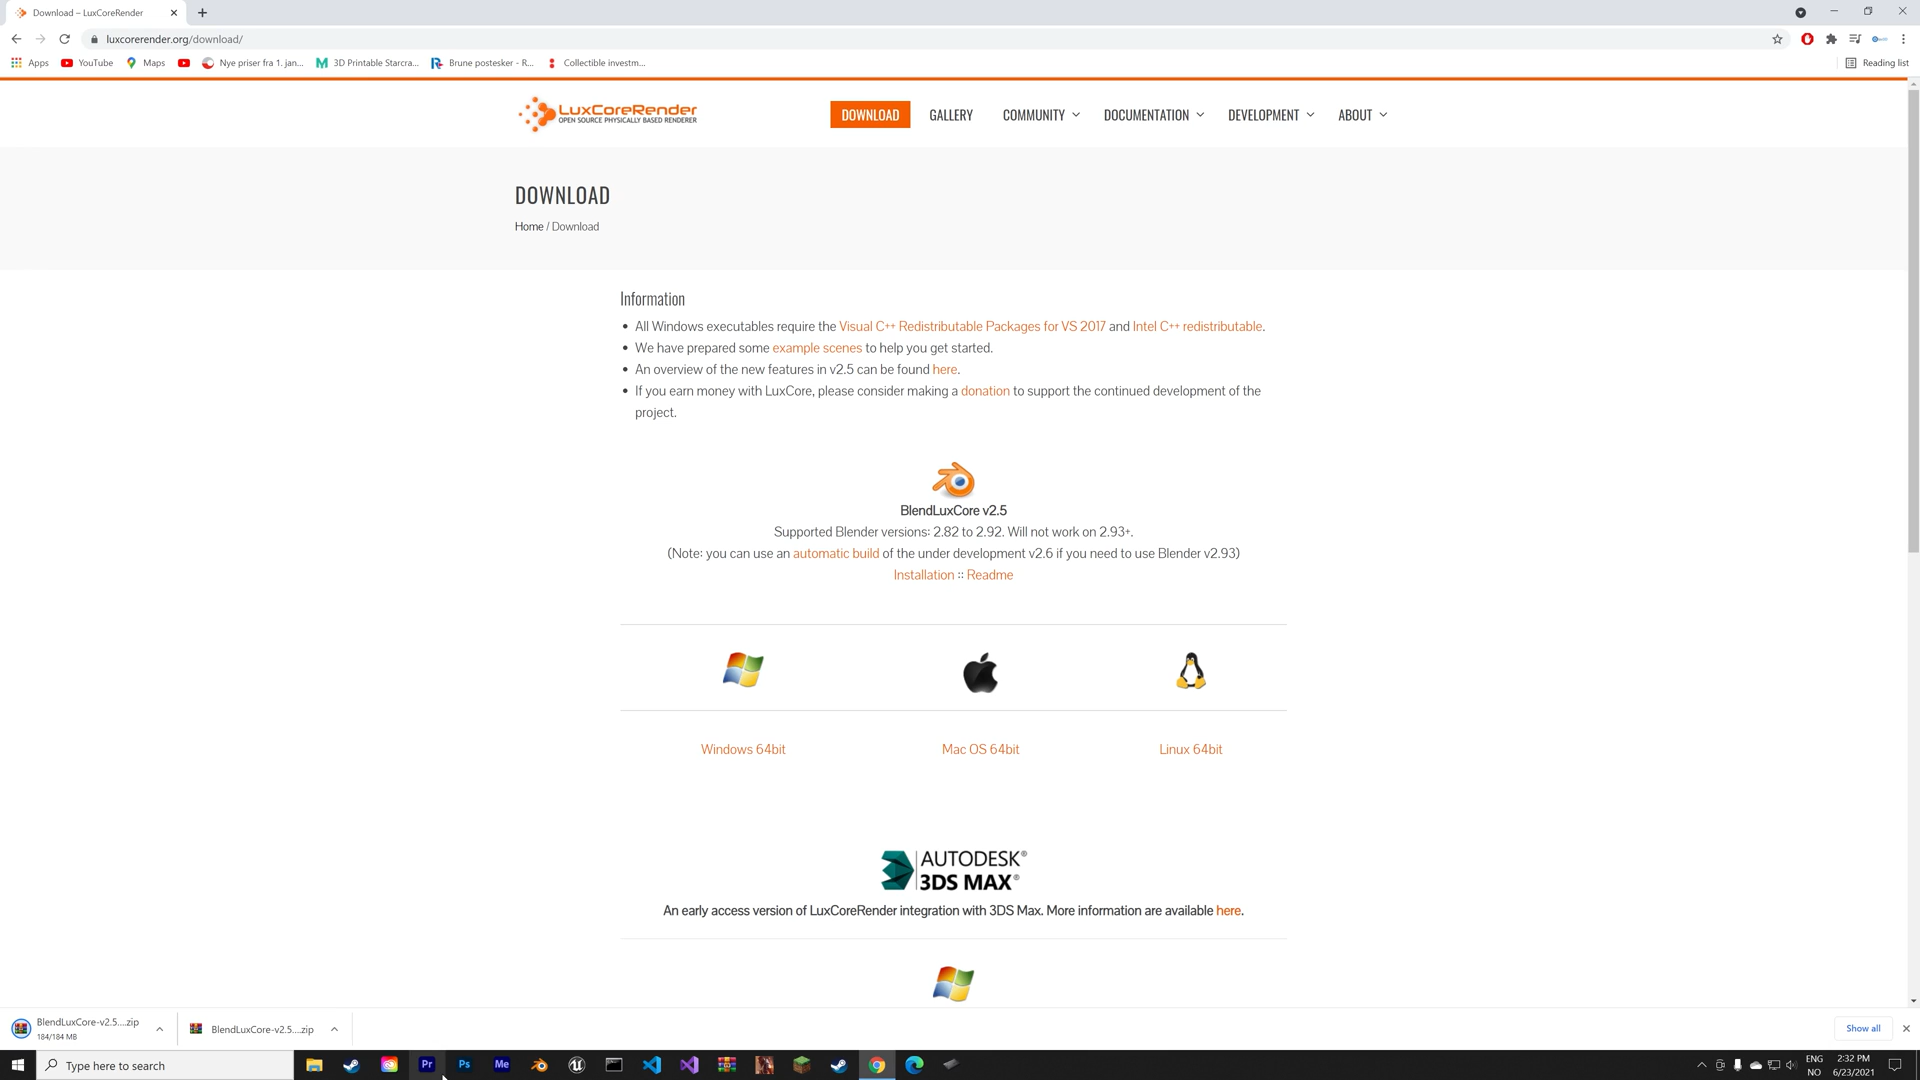 Download – LuxCoreRender
luxcorerender.org/download/
Apps YouTube Maps Nye priser fra 1. jan... 3D Printable Starcra... Brune postesker - R... Collectible investm... Reading list
LuxCoreRender
OPEN SOURCE PHYSICALLY BASED RENDERER
DOWNLOAD GALLERY COMMUNITY DOCUMENTATION DEVELOPMENT ABOUT
DOWNLOAD
Home / Download
Information
• All Windows executables require the Visual C++ Redistributable Packages for VS 2017 and Intel C++ redistributable.
• We have prepared some example scenes to help you get started.
• An overview of the new features in v2.5 can be found here.
• If you earn money with LuxCore, please consider making a donation to support the continued development of the
project.
BlendLuxCore v2.5
Supported Blender versions: 2.82 to 2.92. Will not work on 2.93+.
(Note: you can use an automatic build of the under development v2.6 if you need to use Blender v2.93)
Installation :: Readme
Windows 64bit Mac OS 64bit Linux 64bit
AUTODESK®
3DS MAX®
An early access version of LuxCoreRender integration with 3DS Max. More information are available here.
BlendLuxCore-v2.5....zip
184/184 MB
BlendLuxCore-v2.5....zip
Show all
Type here to search
Pr Ps Me
ENG
NO
2:32 PM
6/23/2021